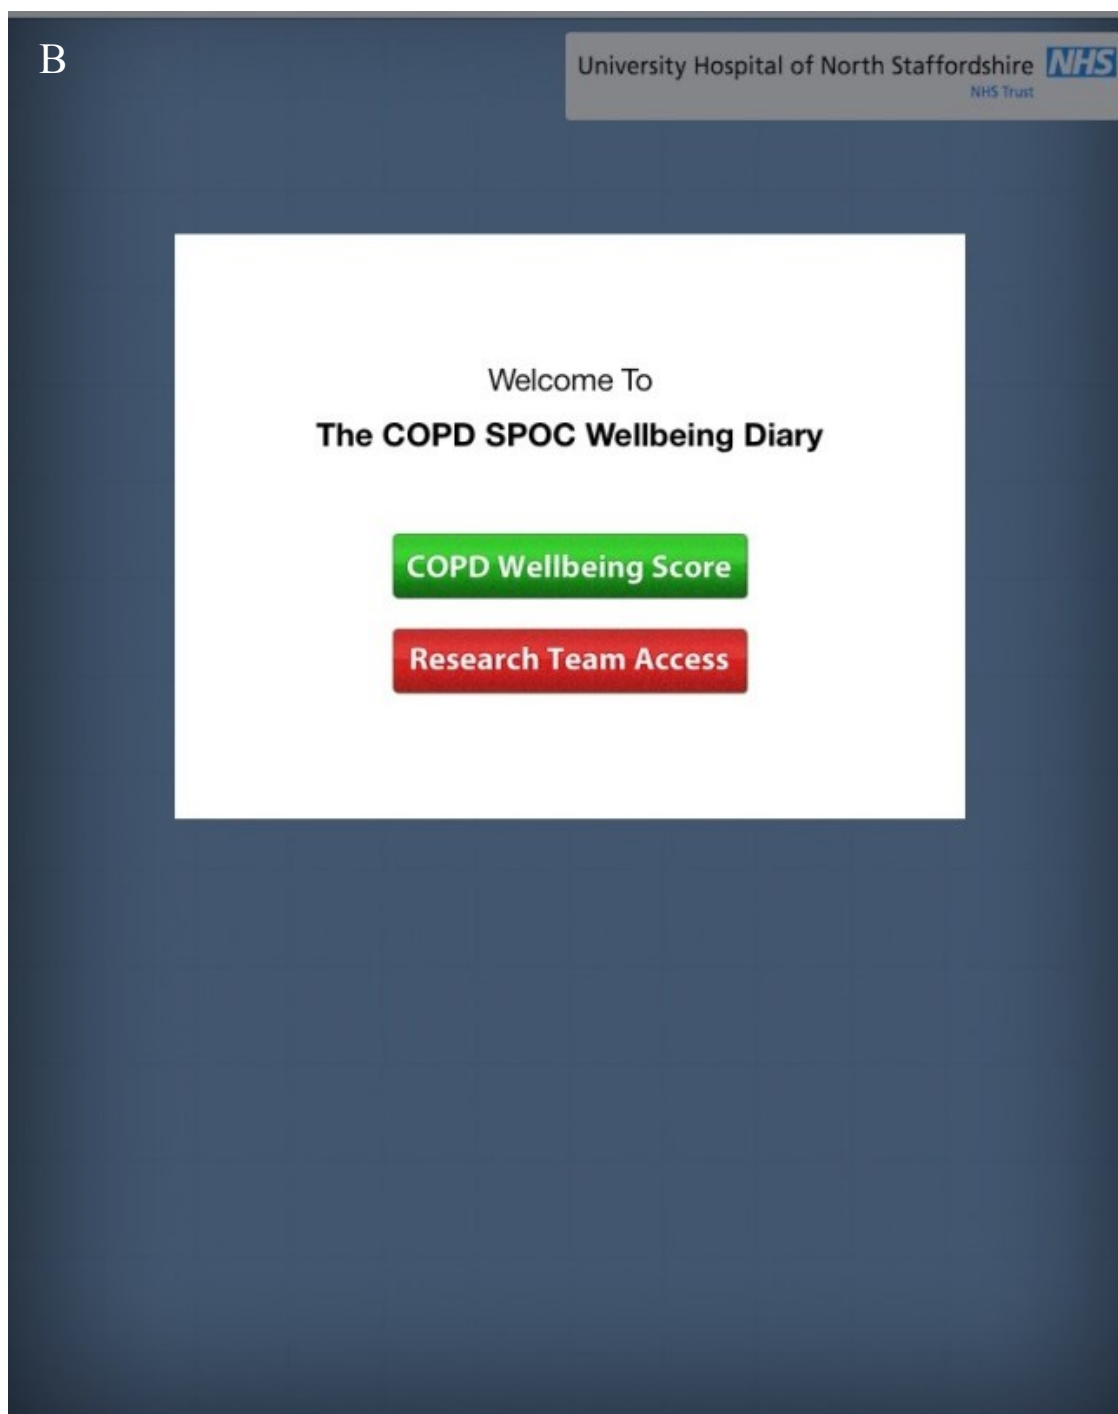 B
University Hospital of North Staffordshire NHS
NHS Trust
Welcome To
The COPD SPOC Wellbeing Diary
COPD Wellbeing Score
Research Team Access